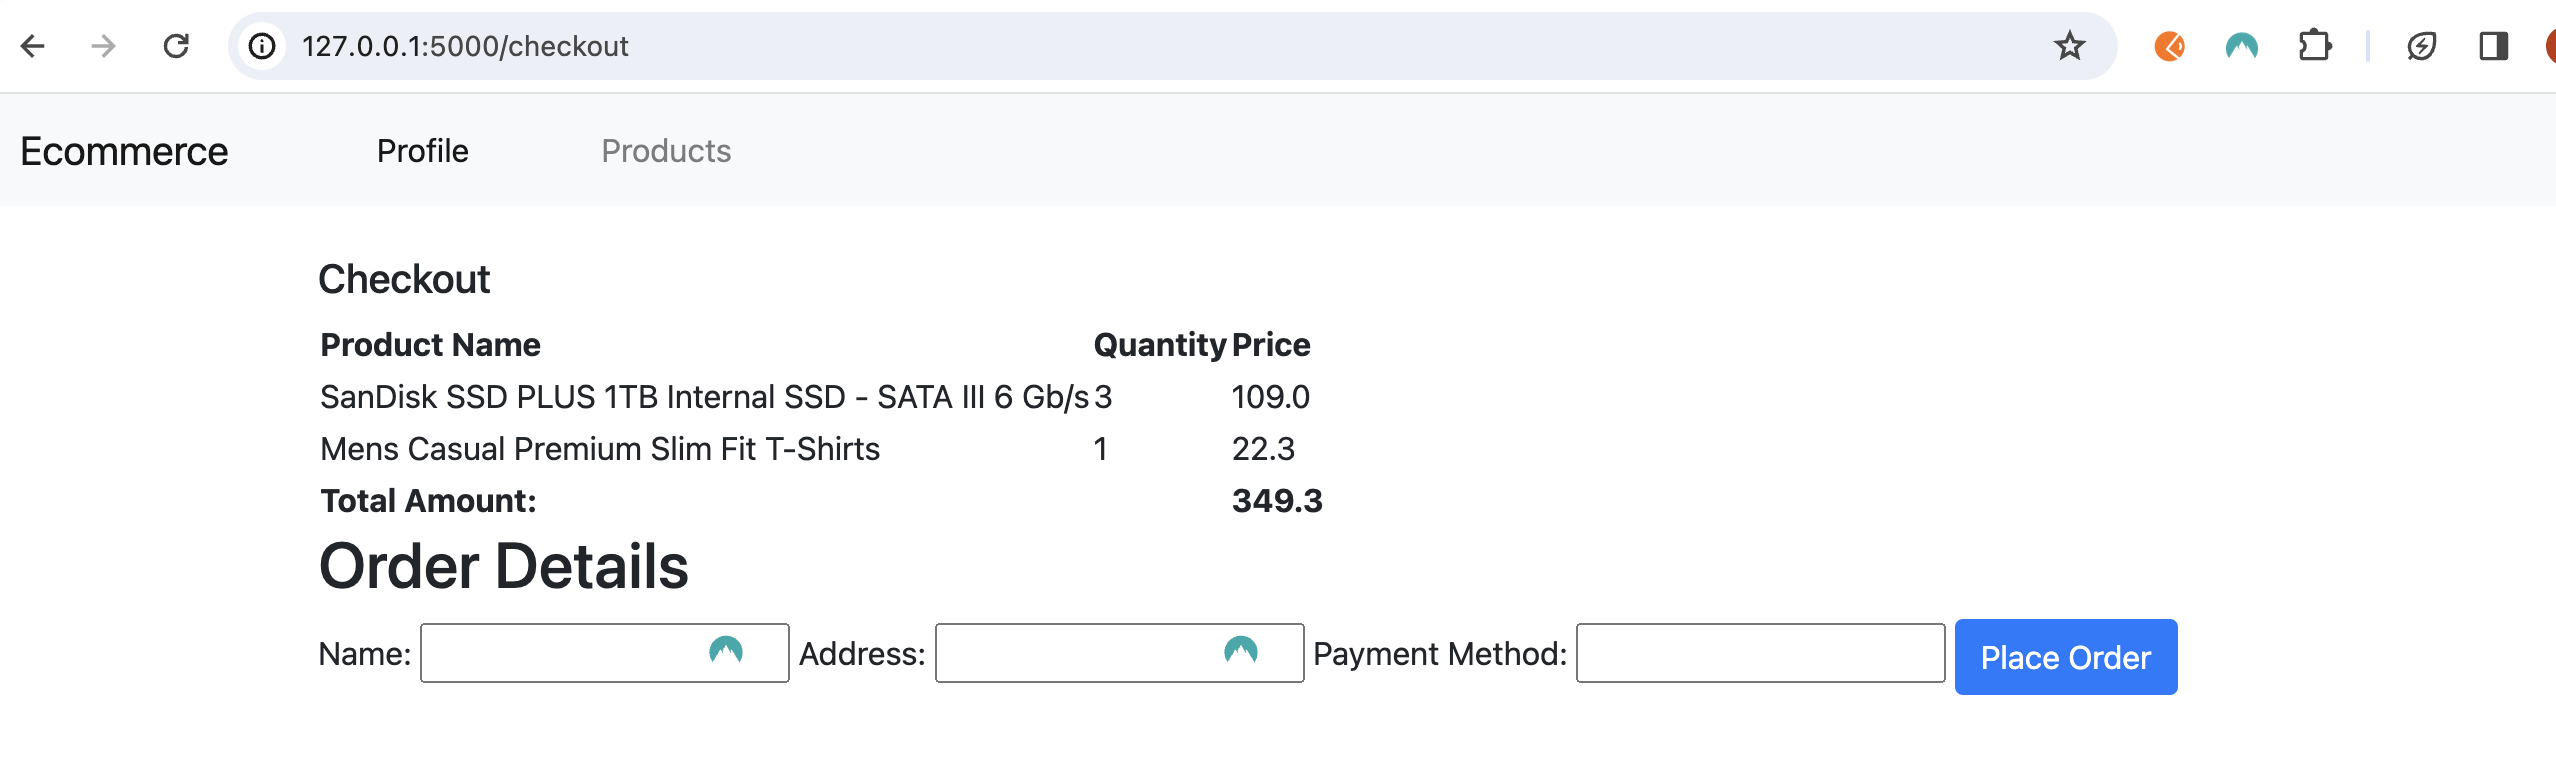 127.0.0.1:5000/checkout
Ecommerce Profile Products
Checkout
Product Name Quantity Price
SanDisk SSD PLUS 1TB Internal SSD - SATA III 6 Gb/s 3 109.0
Mens Casual Premium Slim Fit T-Shirts 1 22.3
Total Amount: 349.3
Order Details
Name: Address: Payment Method: Place Order